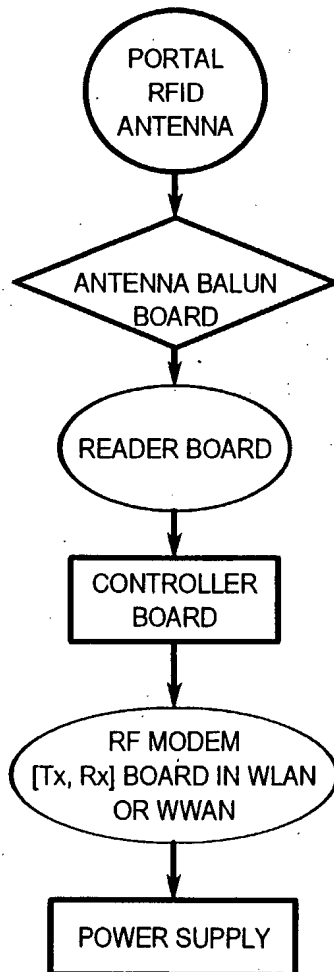 PORTAL
RFID
ANTENNA
ANTENNA BALUN
BOARD
READER BOARD
CONTROLLER
BOARD
RF MODEM
[Tx, Rx] BOARD IN WLAN
OR WWAN
POWER SUPPLY